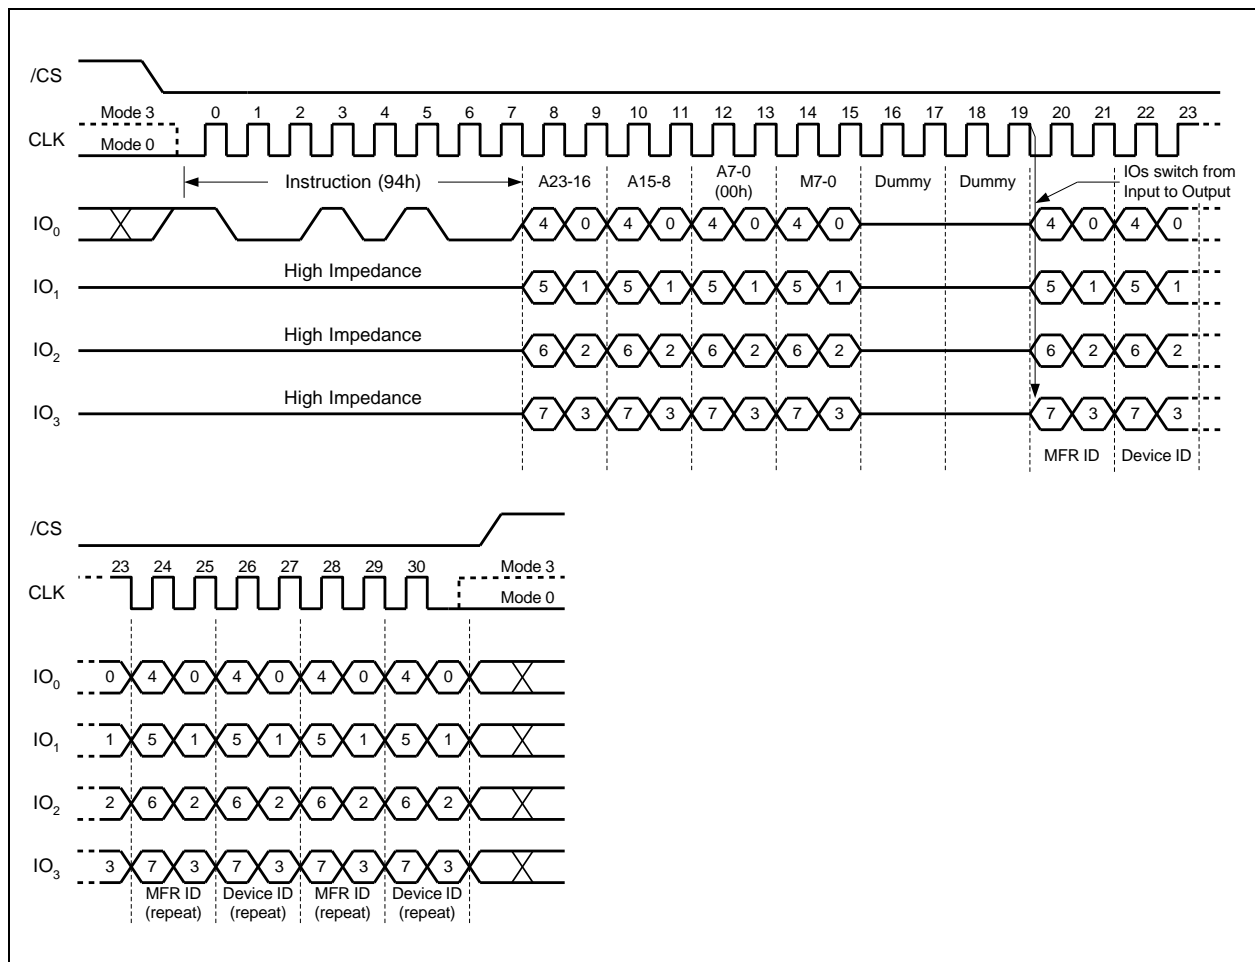 /CS
Mode 3 0 1 2 3 4 5 6 7 8 9 10 11 12 13 14 15 16 17 18 19 20 21 22 23
CLK
Mode 0
Instruction (94h) A23-16 A15-8 A7-0 M7-0 Dummy Dummy IOs switch from
(00h) Input to Output
IO0 4 0 4 0 4 0 4 0 4 0 4 0
High Impedance
IO1 5 1 5 1 5 1 5 1 5 1 5 1
High Impedance
IO2 6 2 6 2 6 2 6 2 6 2 6 2
High Impedance
IO3 7 3 7 3 7 3 7 3 7 3 7 3
MFR ID Device ID
/CS
23 24 25 26 27 28 29 30 Mode 3
CLK
Mode 0
IO0 0 4 0 4 0 4 0 4 0
IO1 1 5 1 5 1 5 1 5 1
IO2 2 6 2 6 2 6 2 6 2
IO3 3 7 3 7 3 7 3 7 3
MFR ID Device ID MFR ID Device ID
(repeat) (repeat) (repeat) (repeat)